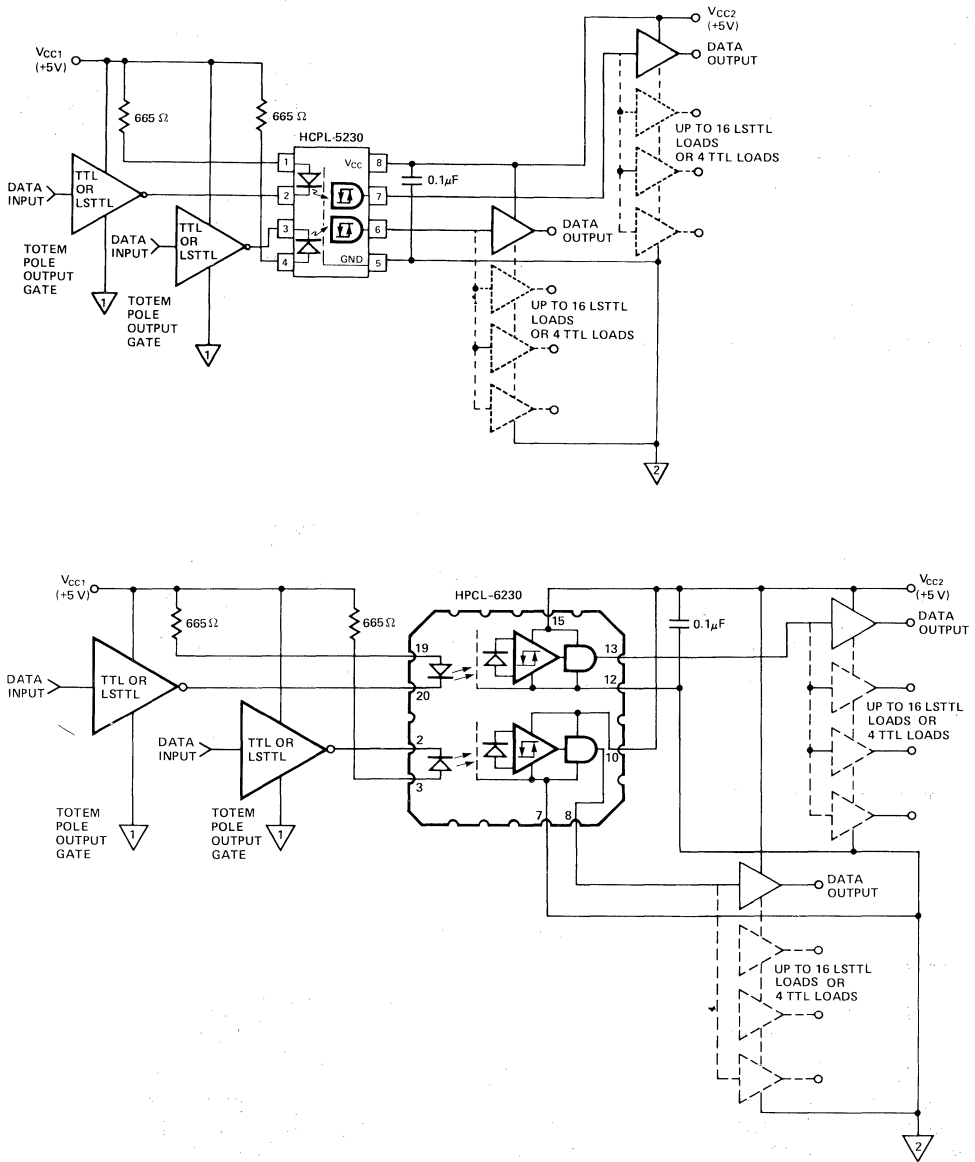 VCC2
(+5V)
DATA
OUTPUT
VCC1
(+5V)
665 Ω
665 Ω
HCPL-5230
UP TO 16 LSTTL
LOADS
OR 4 TTL LOADS
1
VCC
8
0.1μF
TTL
OR
LSTTL
DATA
INPUT
2
7
TTL
OR
LSTTL
DATA
INPUT
3
6
DATA
OUTPUT
4
GND
5
TOTEM
POLE
OUTPUT
GATE
1
TOTEM
POLE
OUTPUT
GATE
1
UP TO 16 LSTTL
LOADS
OR 4 TTL LOADS
2
VCC1
(+5 V)
HPCL-6230
VCC2
(+5 V)
665Ω
665Ω
15
0.1μF
DATA
OUTPUT
19
13
DATA
INPUT
TTL OR
LSTTL
20
12
UP TO 16 LSTTL
LOADS OR
4 TTL LOADS
DATA
INPUT
TTL OR
LSTTL
2
10
3
TOTEM
POLE
OUTPUT
GATE
1
TOTEM
POLE
OUTPUT
GATE
1
7
8
DATA
OUTPUT
UP TO 16 LSTTL
LOADS OR
4 TTL LOADS
2